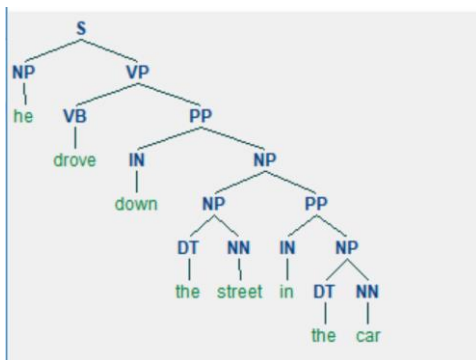 S
NP VP
he VB PP
drove IN NP
down NP PP
DT NN IN NP
the street in DT NN
the car